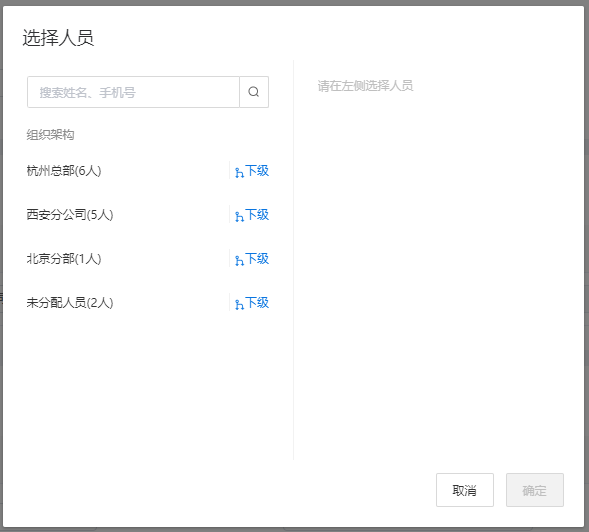 选择人员
搜索姓名、手机号
请在左侧选择人员
组织架构
杭州总部(6人) 下级
西安分公司(5人) 下级
北京分部(1人) 下级
未分配人员(2人) 下级
取消 确定